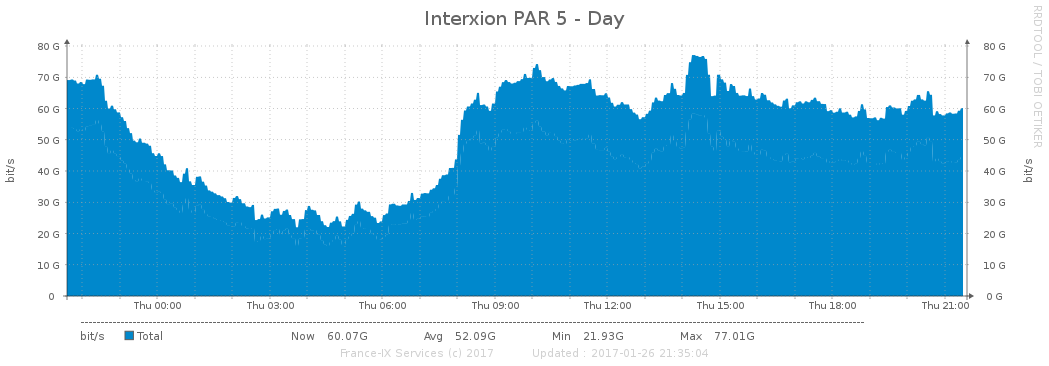 Interxion PAR 5 - Day
RRDTOOL / TOBI OETIKER
80 G 80 G
70 G 70 G
60 G 60 G
50 G 50 G
40 G 40 G
30 G 30 G
20 G 20 G
10 G 10 G
0 0 G
bit/s
bit/s
Thu 00:00 Thu 03:00 Thu 06:00 Thu 09:00 Thu 12:00 Thu 15:00 Thu 18:00 Thu 21:00
bit/s Total Now 60.07G Avg 52.09G Min 21.93G Max 77.01G
France-IX Services (c) 2017 Updated : 2017-01-26 21:35:04